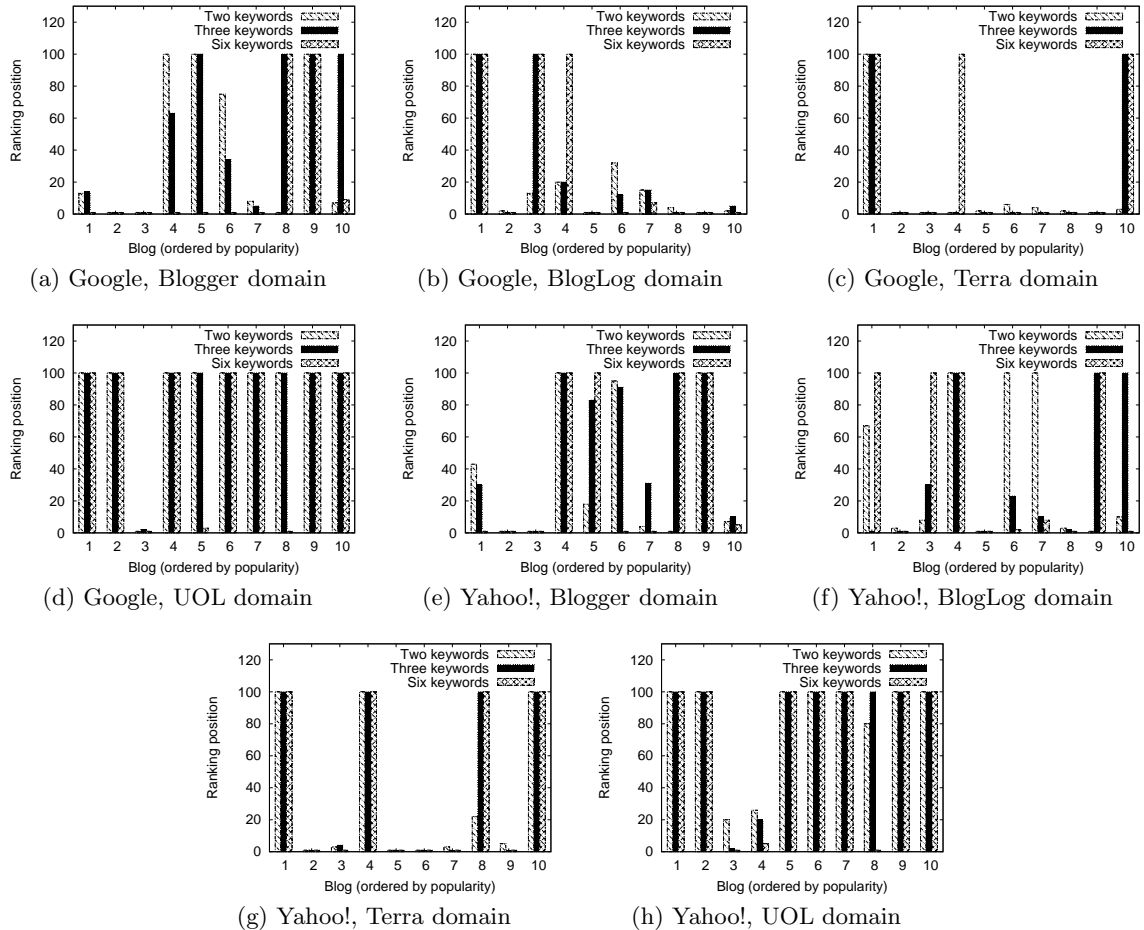 Two keywords
Three keywords
Six keywords
Ranking position
120
100
80
60
40
20
0
1 2 3 4 5 6 7 8 9 10
Blog (ordered by popularity)
(a) Google, Blogger domain
Two keywords
Three keywords
Six keywords
Ranking position
120
100
80
60
40
20
0
1 2 3 4 5 6 7 8 9 10
Blog (ordered by popularity)
(b) Google, BlogLog domain
Two keywords
Three keywords
Six keywords
Ranking position
120
100
80
60
40
20
0
1 2 3 4 5 6 7 8 9 10
Blog (ordered by popularity)
(c) Google, Terra domain
Two keywords
Three keywords
Six keywords
Ranking position
120
100
80
60
40
20
0
1 2 3 4 5 6 7 8 9 10
Blog (ordered by popularity)
(d) Google, UOL domain
Two keywords
Three keywords
Six keywords
Ranking position
120
100
80
60
40
20
0
1 2 3 4 5 6 7 8 9 10
Blog (ordered by popularity)
(e) Yahoo!, Blogger domain
Two keywords
Three keywords
Six keywords
Ranking position
120
100
80
60
40
20
0
1 2 3 4 5 6 7 8 9 10
Blog (ordered by popularity)
(f) Yahoo!, BlogLog domain
Two keywords
Three keywords
Six keywords
Ranking position
120
100
80
60
40
20
0
1 2 3 4 5 6 7 8 9 10
Blog (ordered by popularity)
(g) Yahoo!, Terra domain
Two keywords
Three keywords
Six keywords
Ranking position
120
100
80
60
40
20
0
1 2 3 4 5 6 7 8 9 10
Blog (ordered by popularity)
(h) Yahoo!, UOL domain